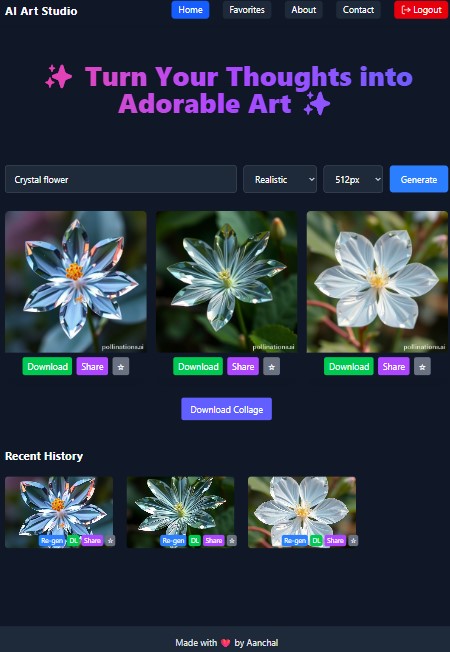 AI Art Studio
Home Favorites About Contact Logout
✨ Turn Your Thoughts into
Adorable Art ✨
Crystal flower Realistic 512px Generate
pollinations.ai pollinations.ai pollinations.ai
Download Share ☆ Download Share ☆ Download Share ☆
Download Collage
Recent History
Re-gen DL Share ☆ Re-gen DL Share ☆ Re-gen DL Share ☆
Made with 💖 by Aanchal